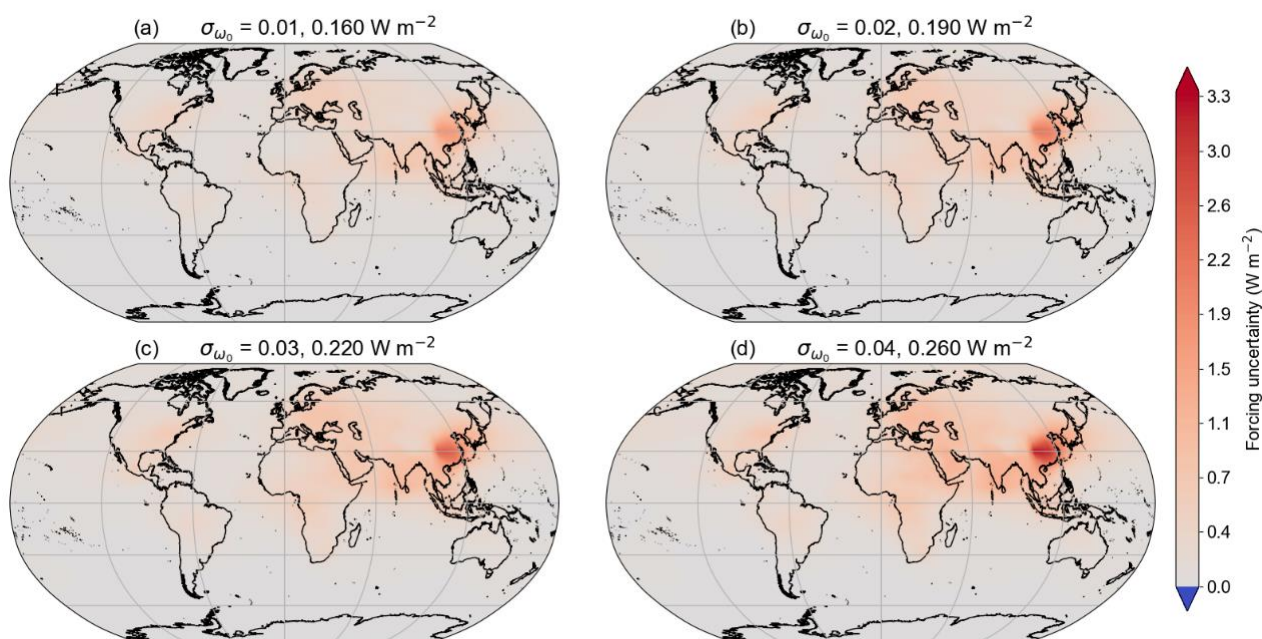 (a) σω₀ = 0.01, 0.160 W m⁻²
(b) σω₀ = 0.02, 0.190 W m⁻²
(c) σω₀ = 0.03, 0.220 W m⁻²
(d) σω₀ = 0.04, 0.260 W m⁻²
3.3
3.0
2.6
2.2
1.9
1.5
1.1
0.7
0.4
0.0
Forcing uncertainty (W m⁻²)